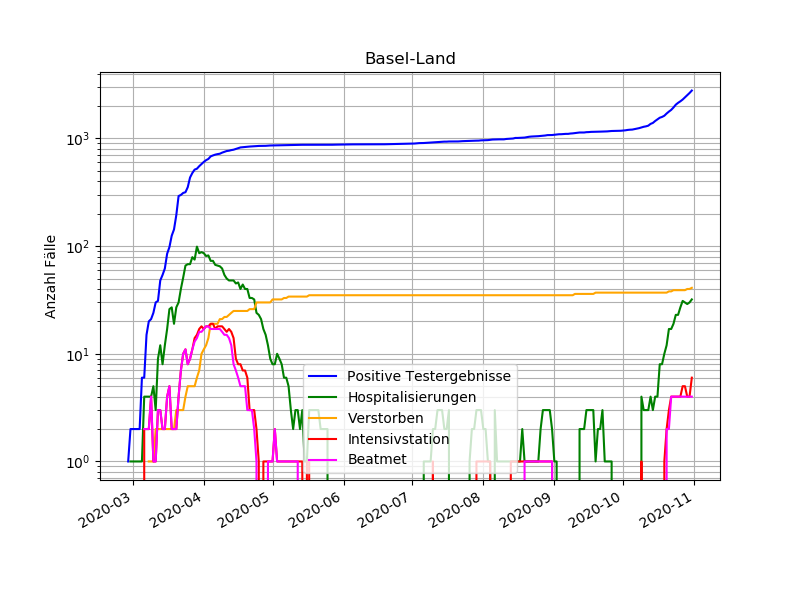 Basel-Land
Anzahl Fälle
10³
10²
10¹
10⁰
Positive Testergebnisse
Hospitalisierungen
Verstorben
Intensivstation
Beatmet
2020-03
2020-04
2020-05
2020-06
2020-07
2020-08
2020-09
2020-10
2020-11